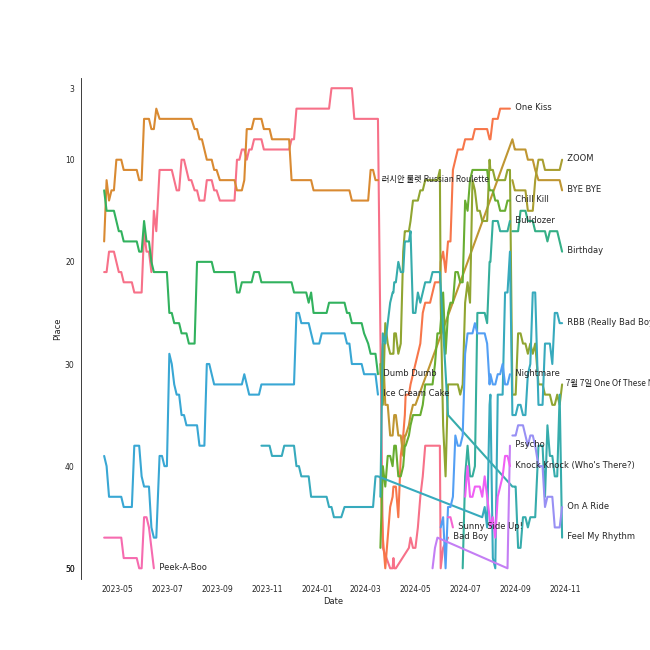 3
10
20
30
40
50
Place
One Kiss
ZOOM
러시안 룰렛 Russian Roulette
BYE BYE
Chill Kill
Bulldozer
Birthday
RBB (Really Bad Boy
Dumb Dumb
Nightmare
7월 7일 One Of These N
Ice Cream Cake
Psycho
Knock Knock (Who's There?)
On A Ride
Sunny Side Up!
Bad Boy
Feel My Rhythm
Peek-A-Boo
2023-05
2023-07
2023-09
2023-11
2024-01
2024-03
2024-05
2024-07
2024-09
2024-11
Date